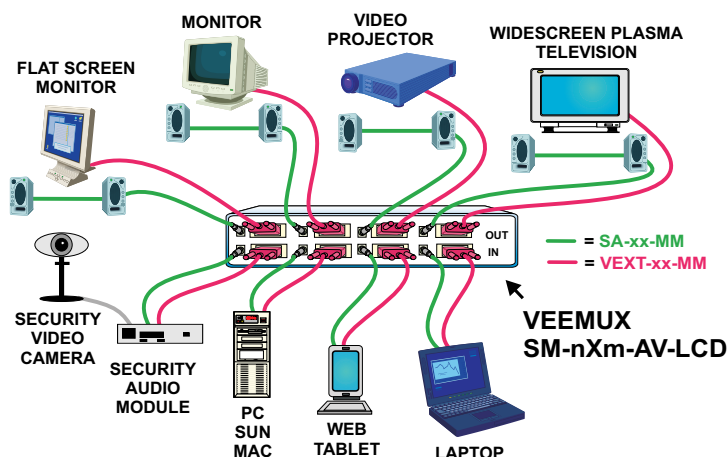 MONITOR
VIDEO
PROJECTOR
WIDESCREEN PLASMA
TELEVISION
FLAT SCREEN
MONITOR
OUT
IN
= SA-xx-MM
= VEXT-xx-MM
SECURITY
VIDEO
CAMERA
SECURITY
AUDIO
MODULE
PC
SUN
MAC
WEB
TABLET
LAPTOP
VEEMUX
SM-nXm-AV-LCD